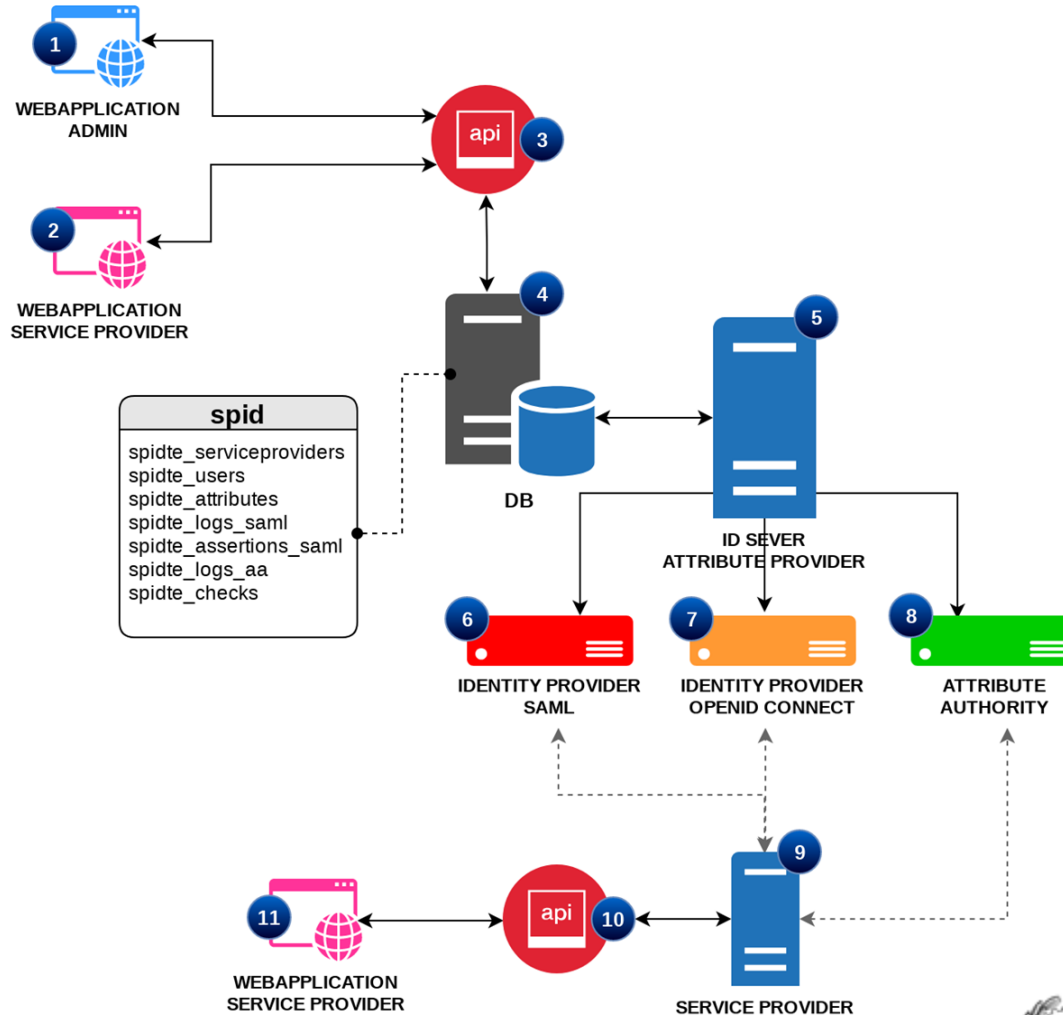 1
WEBAPPLICATION
ADMIN
api
3
2
WEBAPPLICATION
SERVICE PROVIDER
4
5
spid
spidte_serviceproviders
spidte_users
spidte_attributes
spidte_logs_saml
spidte_assertions_saml
spidte_logs_aa
spidte_checks
DB
ID SEVER
ATTRIBUTE PROVIDER
6
7
8
IDENTITY PROVIDER
SAML
IDENTITY PROVIDER
OPENID CONNECT
ATTRIBUTE
AUTHORITY
9
11
api
10
WEBAPPLICATION
SERVICE PROVIDER
SERVICE PROVIDER